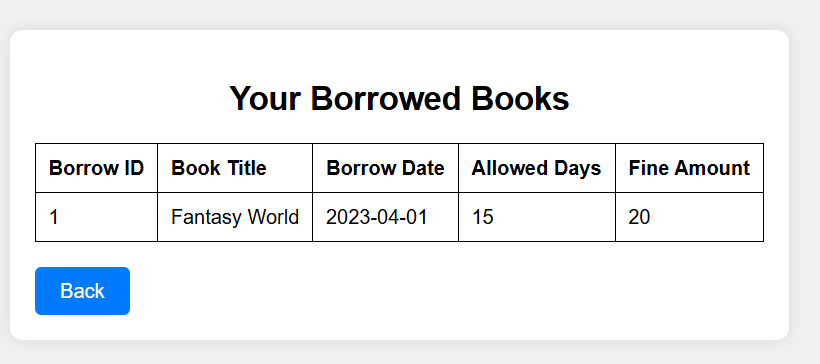 Your Borrowed Books
Borrow ID Book Title Borrow Date Allowed Days Fine Amount
1 Fantasy World 2023-04-01 15 20
Back